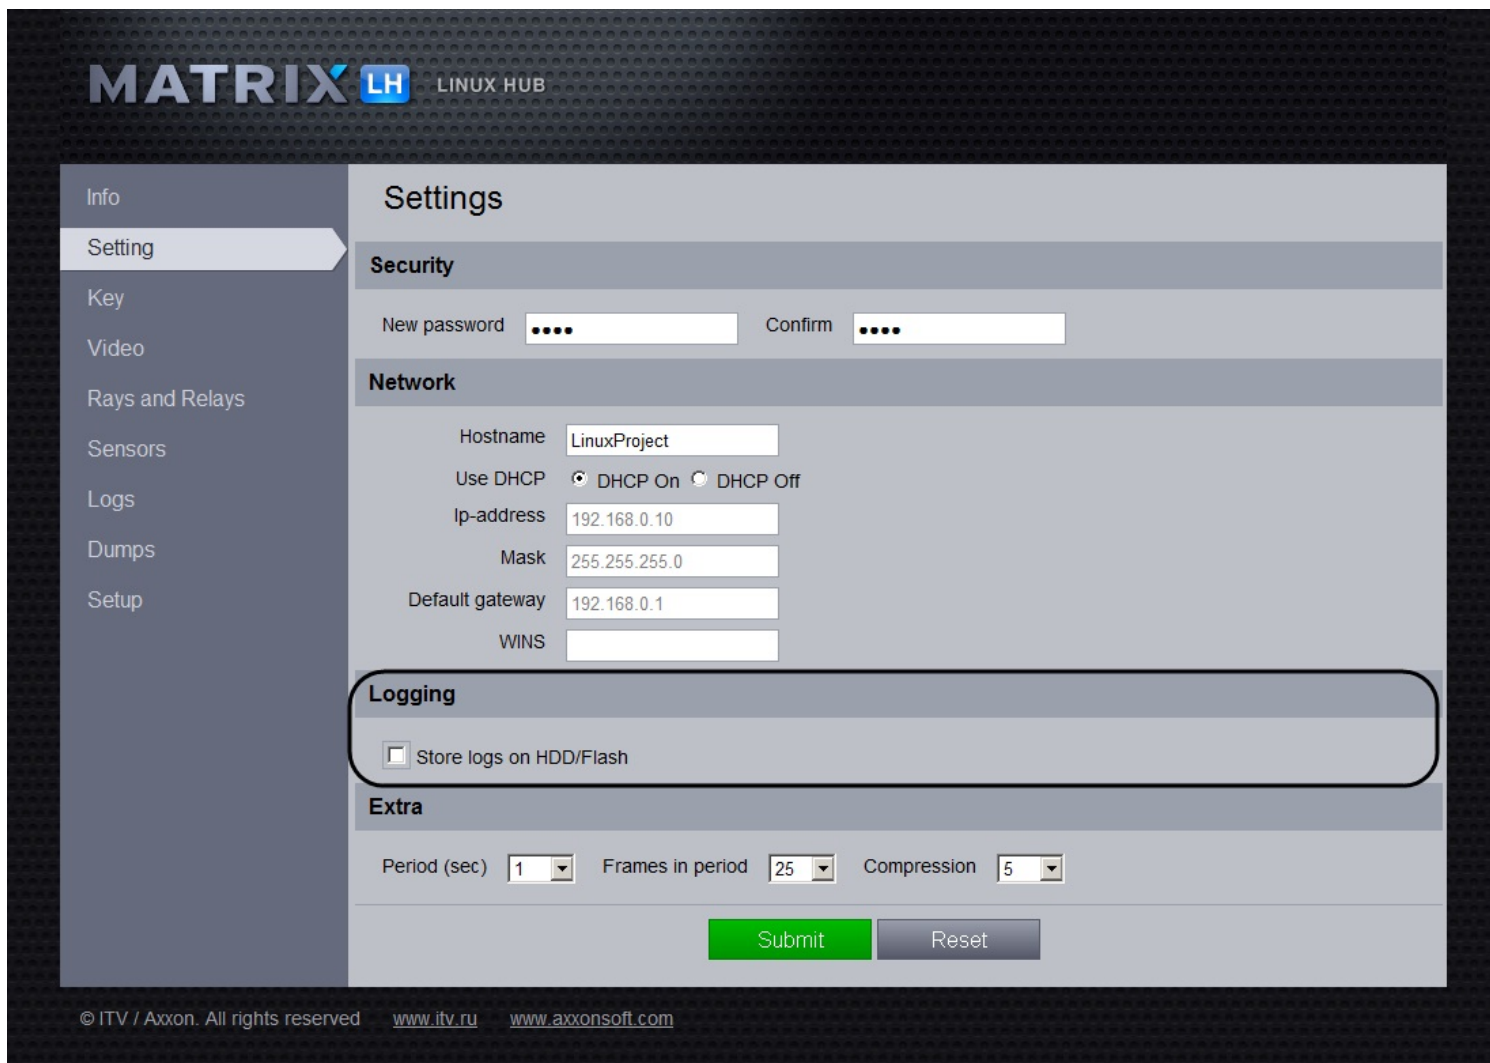 MATRIX LH LINUX HUB
Info
Setting
Key
Video
Rays and Relays
Sensors
Logs
Dumps
Setup
Settings
Security
New password •••• Confirm ••••
Network
Hostname LinuxProject
Use DHCP DHCP On DHCP Off
Ip-address 192.168.0.10
Mask 255.255.255.0
Default gateway 192.168.0.1
WINS
Logging
Store logs on HDD/Flash
Extra
Period (sec) 1 Frames in period 25 Compression 5
Submit Reset
© ITV / Axxon. All rights reserved www.itv.ru www.axxonsoft.com